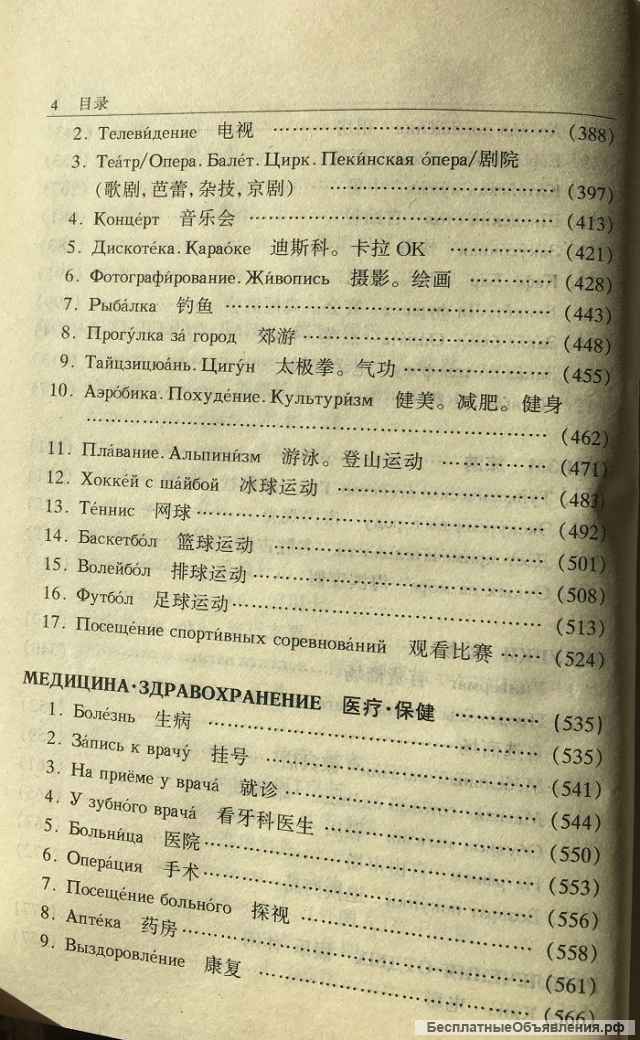 4 目录
2. Телеви́дение 电视 ……………………………… (388)
3. Теа́тр/О́пера. Бале́т. Цирк. Пеки́нская о́пера/剧院
(歌剧,芭蕾,杂技,京剧) ……………………… (397)
4. Конце́рт 音乐会 ……………………………… (413)
5. Дискоте́ка. Карао́ке 迪斯科。卡拉OK ………… (421)
6. Фотографи́рование. Жи́вопись 摄影。绘画 ……… (428)
7. Рыба́лка 钓鱼 ……………………………… (443)
8. Прогу́лка за́ город 郊游 ……………………… (448)
9. Тайцзицюа́нь. Цигу́н 太极拳。气功 …………… (455)
10. Аэро́бика. Похуде́ние. Культури́зм 健美。减肥。健身
……………………………………………… (462)
11. Пла́вание. Альпини́зм 游泳。登山运动 ………… (471)
12. Хокке́й с ша́йбой 冰球运动 …………………… (483)
13. Те́ннис 网球 ……………………………… (492)
14. Баскетбо́л 篮球运动 ……………………… (501)
15. Волейбо́л 排球运动 ……………………… (508)
16. Футбо́л 足球运动 ……………………… (513)
17. Посеще́ние спорти́вных соревнова́ний 观看比赛 …… (524)
МЕДИЦИНА·ЗДРАВОХРАНЕНИЕ 医疗·保健 ………… (535)
1. Боле́знь 生病 ……………………………… (535)
2. За́пись к врачу́ 挂号 ……………………… (541)
3. На приёме у врача́ 就诊 …………………… (544)
4. У зубно́го врача́ 看牙科医生 ………………… (550)
5. Больни́ца 医院 ……………………………… (553)
6. Опера́ция 手术 ……………………………… (556)
7. Посеще́ние больно́го 探视 …………………… (558)
8. Апте́ка 药房 ……………………………… (561)
9. Выздоровле́ние 康复 ……………………… (566)
БесплатныеОбъявления.рф